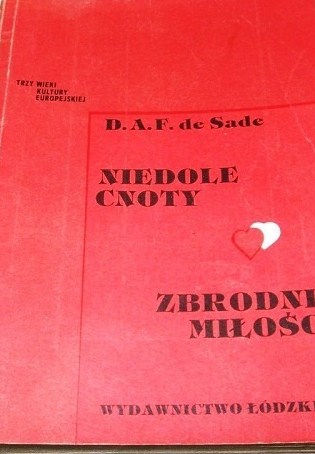 TRZY WIEKI
KULTURY
EUROPEJSKIEJ
D. A. F. de Sade
NIEDOLE
CNOTY
ZBRODNI
MIŁOŚC
WYDAWNICTWO ŁÓDZKI